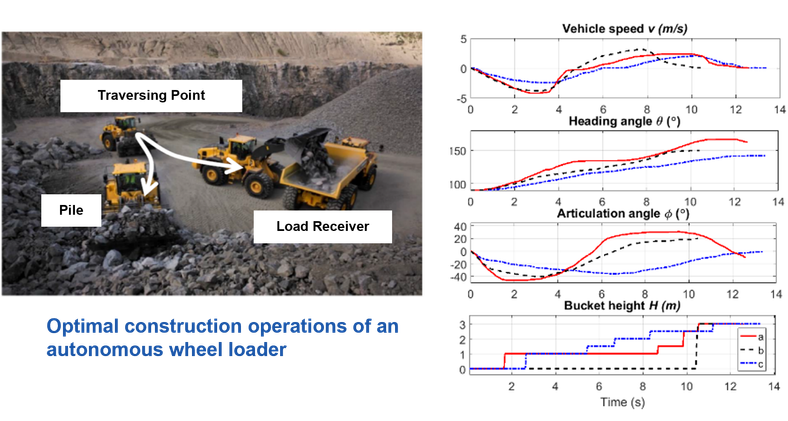 Traversing Point
Pile
Load Receiver
Optimal construction operations of an
autonomous wheel loader
Vehicle speed v (m/s)
5
0
-5
0 2 4 6 8 10 12 14
Heading angle θ (°)
150
100
0 2 4 6 8 10 12 14
Articulation angle ϕ (°)
40
20
0
-20
-40
0 2 4 6 8 10 12 14
Bucket height H (m)
3
2
1
0
a
b
c
2 4 6 8 10 12 14
Time (s)